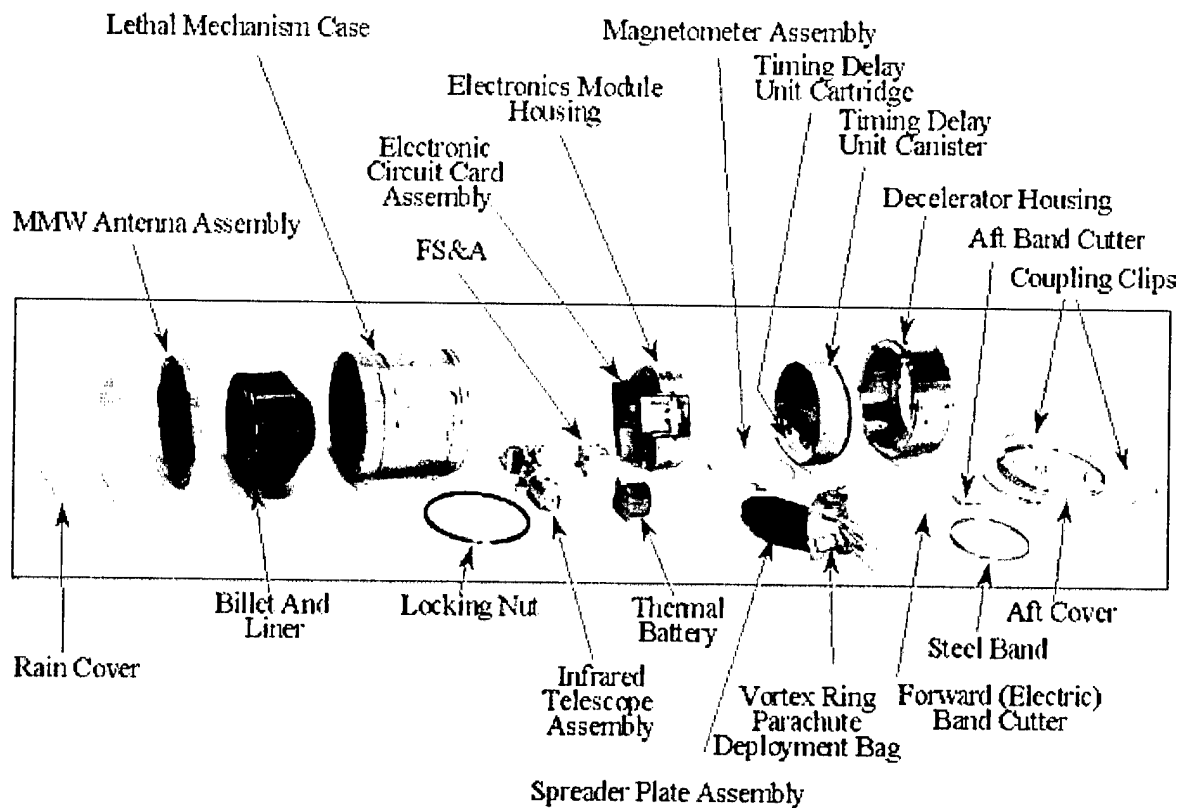 Lethal Mechanism Case
Magnetometer Assembly
Timing Delay
Unit Cartridge
Electronics Module
Housing
Timing Delay
Unit Canister
Electronic
Circuit Card
Assembly
Decelerator Housing
MMW Antenna Assembly
Aft Band Cutter
FS&A
Coupling Clips
Billet And
Liner
Locking Nut
Thermal
Battery
Aft Cover
Steel Band
Rain Cover
Infrared
Telescope
Assembly
Vortex Ring
Parachute
Deployment Bag
Forward (Electric)
Band Cutter
Spreader Plate Assembly